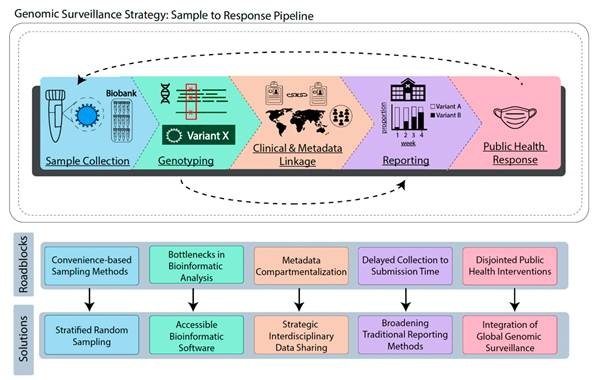 Genomic Surveillance Strategy: Sample to Response Pipeline
Biobank
Variant X
proportion
Variant A
Variant B
1 2 3 4
week
Sample Collection
Genotyping
Clinical & Metadata
Linkage
Reporting
Public Health
Response
Roadblocks
Convenience-based
Sampling Methods
Bottlenecks in
Bioinformatic
Analysis
Metadata
Compartmentalization
Delayed Collection to
Submission Time
Disjointed Public
Health Interventions
Solutions
Stratified Random
Sampling
Accessible
Bioinformatic
Software
Strategic
Interdisciplinary
Data Sharing
Broadening
Traditional Reporting
Methods
Integration of
Global Genomic
Surveillance